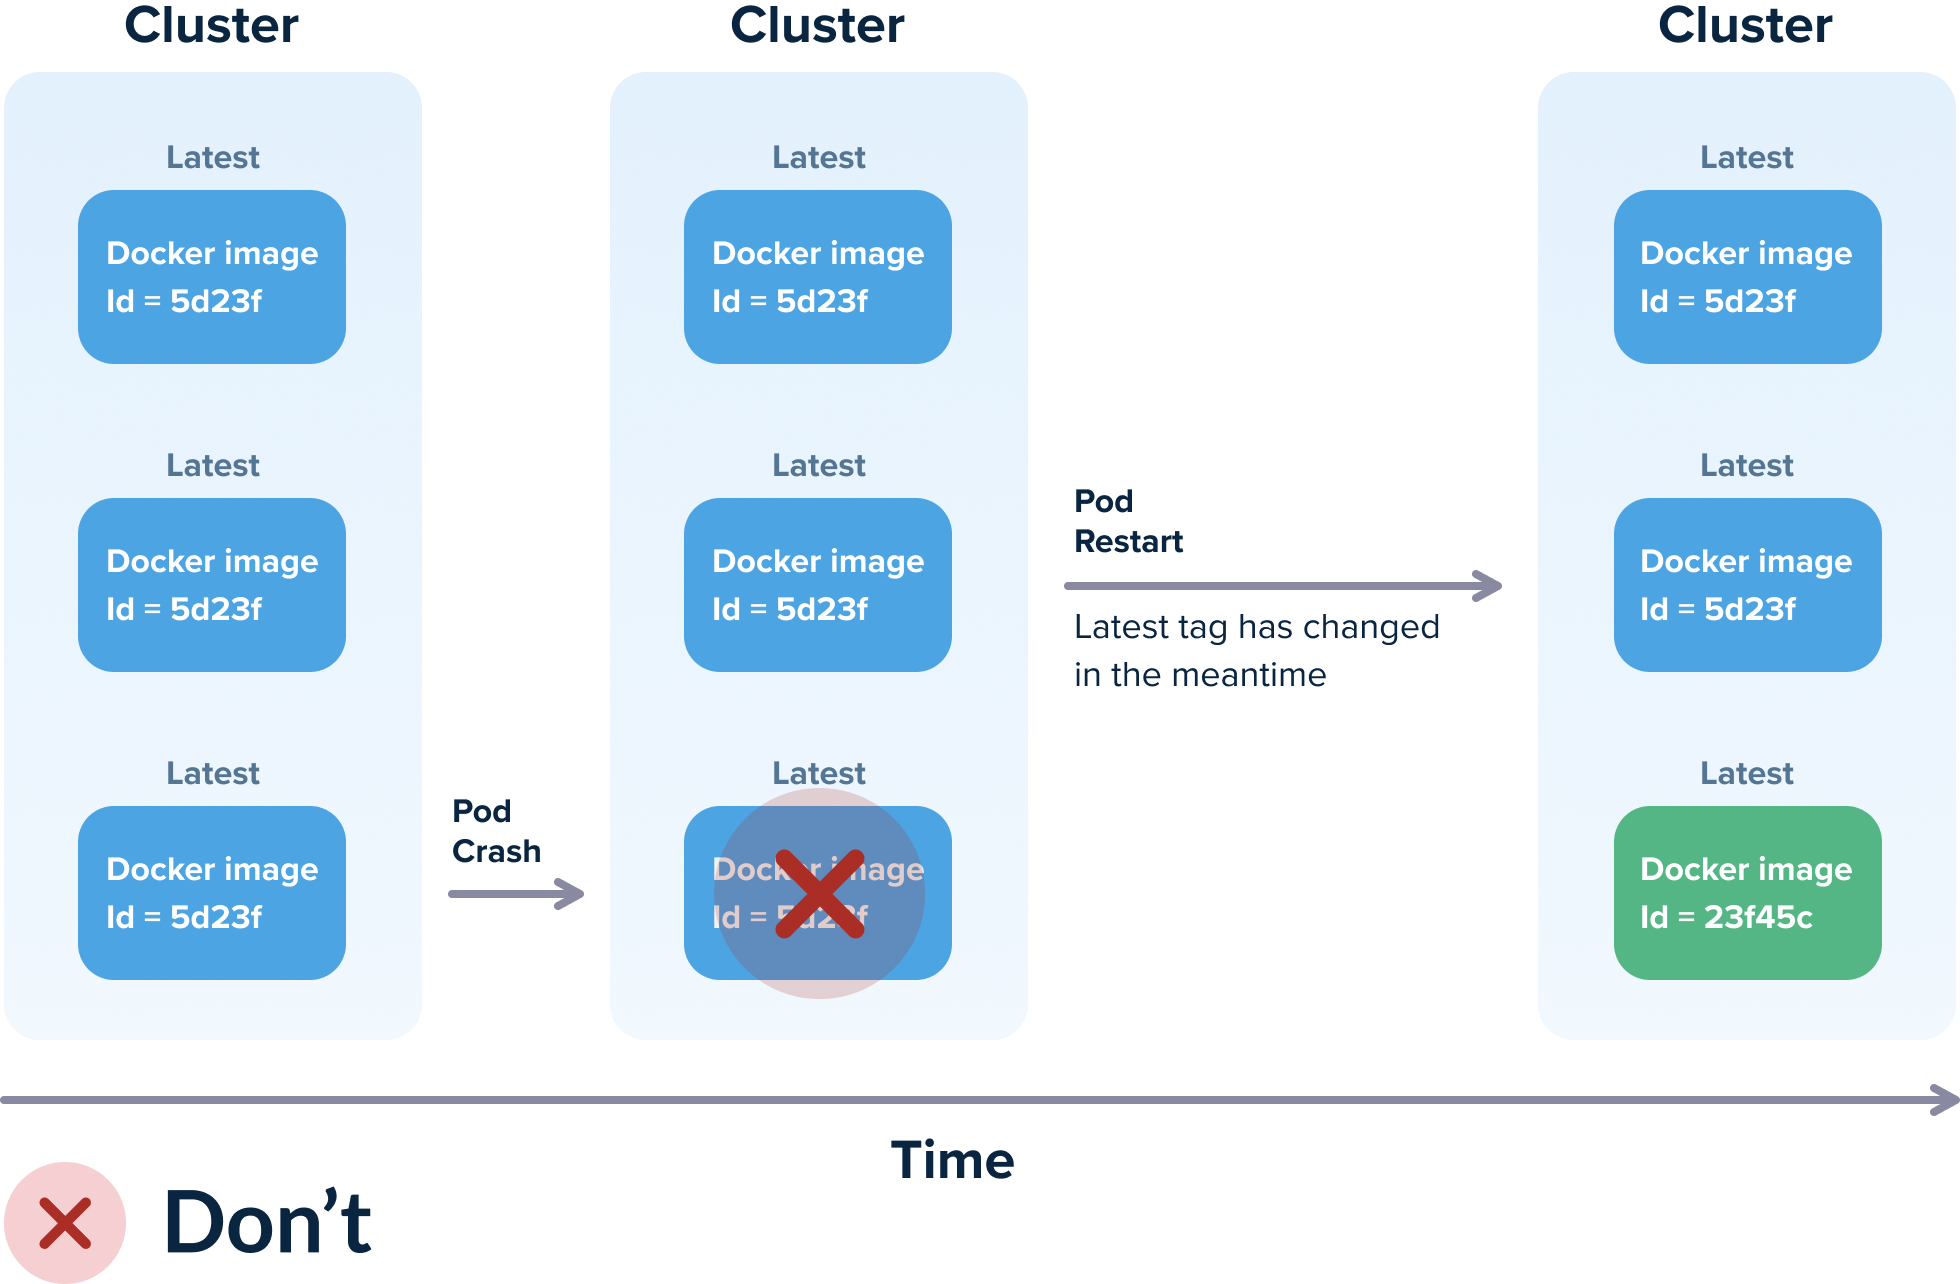 Cluster
Latest
Docker image
Id = 5d23f
Latest
Docker image
Id = 5d23f
Latest
Docker image
Id = 5d23f
Pod
Crash
Cluster
Latest
Docker image
Id = 5d23f
Latest
Docker image
Id = 5d23f
Latest
Docker image
Id = 5d23f
Pod
Restart
Latest tag has changed
in the meantime
Cluster
Latest
Docker image
Id = 5d23f
Latest
Docker image
Id = 5d23f
Latest
Docker image
Id = 23f45c
Time
Don’t